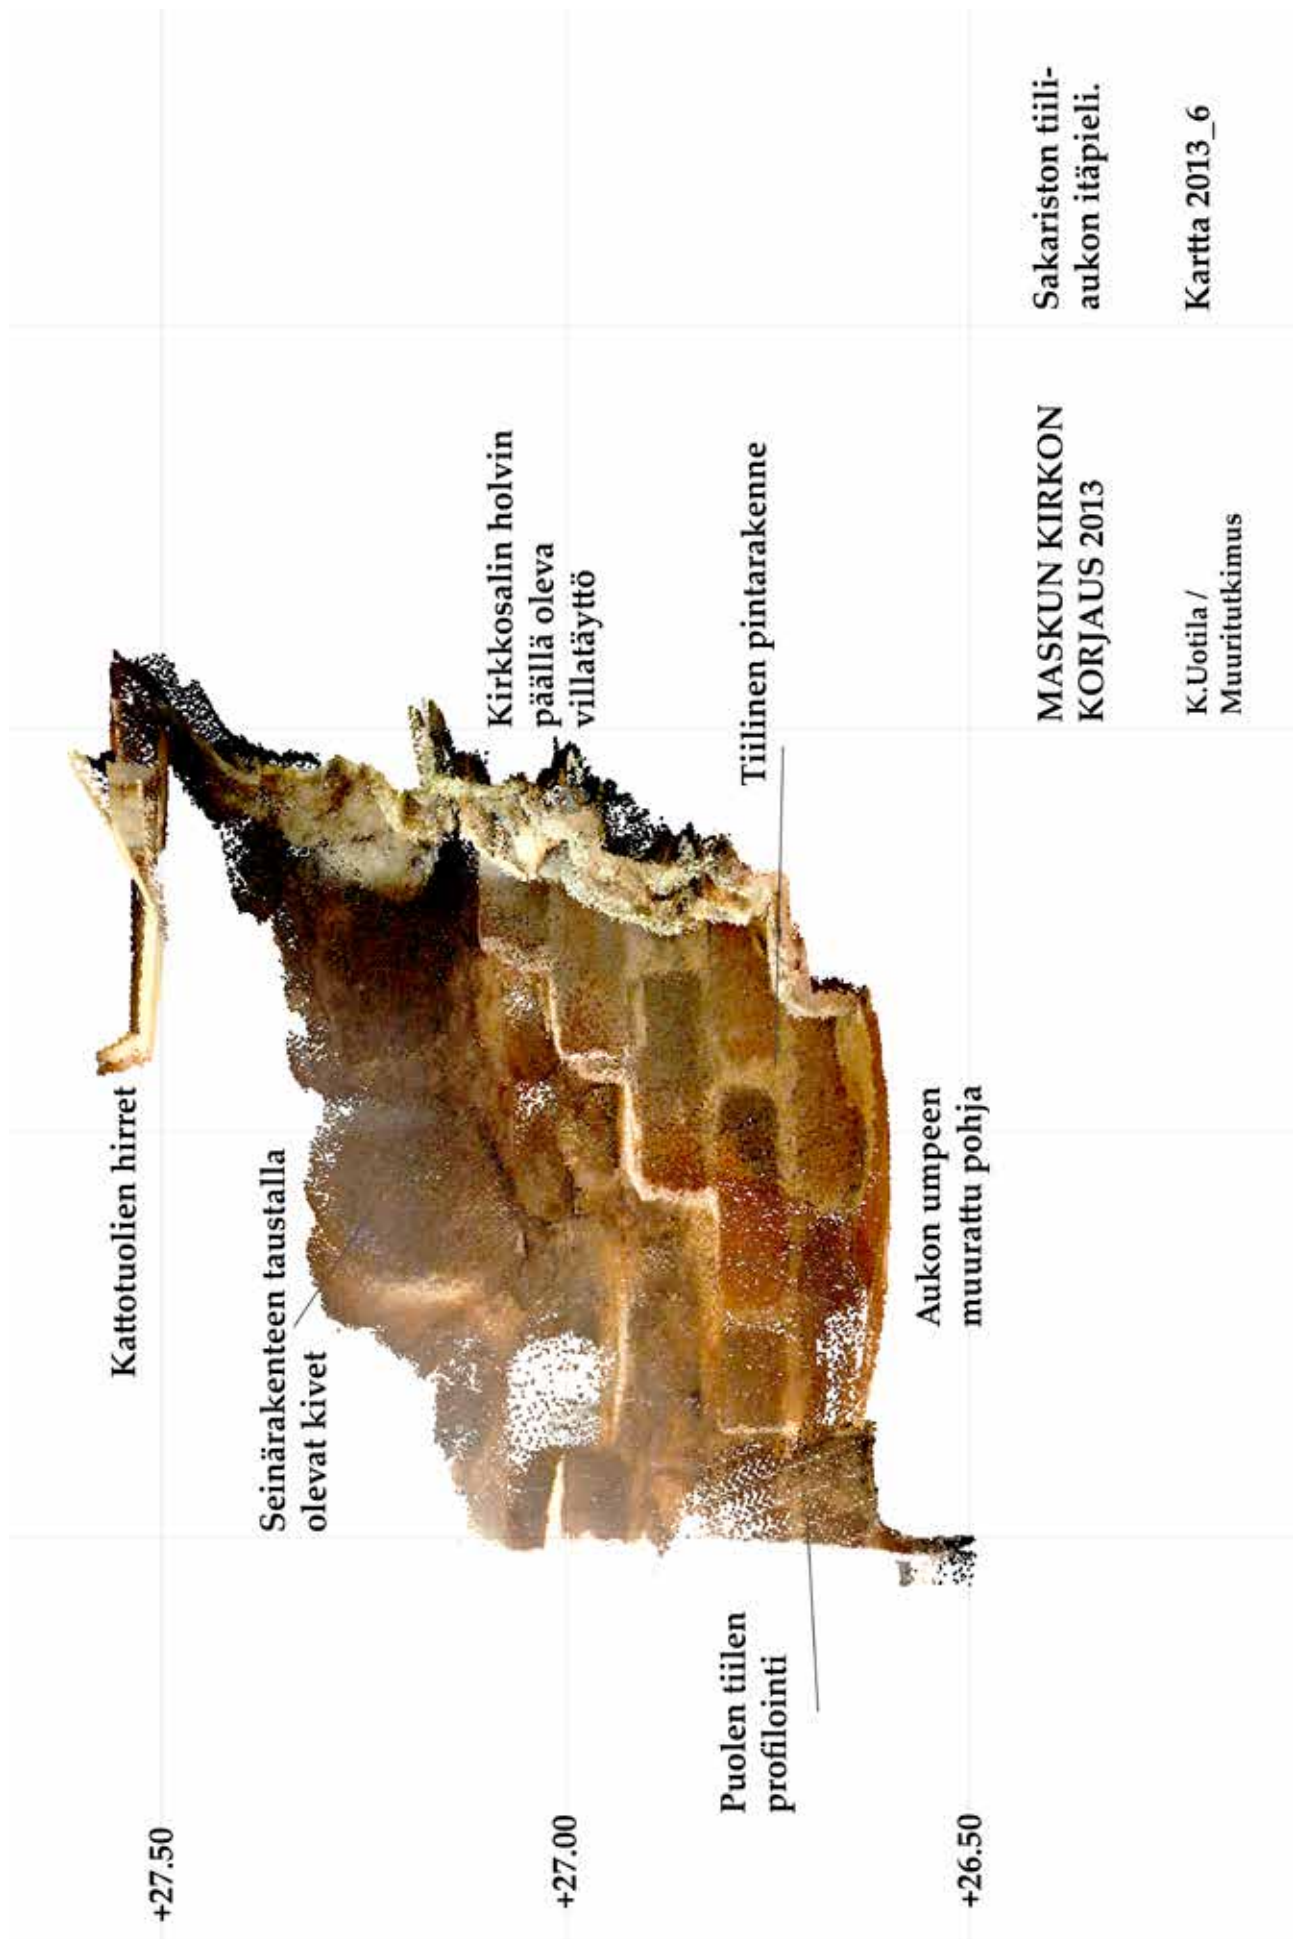 +27.50
Kattotuolien hirret
Seinärakenteen taustalla
olevat kivet
Kirkkosalin holvin
päällä oleva
villatäyttö
+27.00
Tiilinen pintarakenne
Puolen tiilen
profilointi
Aukon umpeen
muurattu pohja
+26.50
MASKUN KIRKON
KORJAUS 2013
Sakariston tiili-
aukon itäpieli.
K.Uotila /
Muuritutkimus
Kartta 2013_6